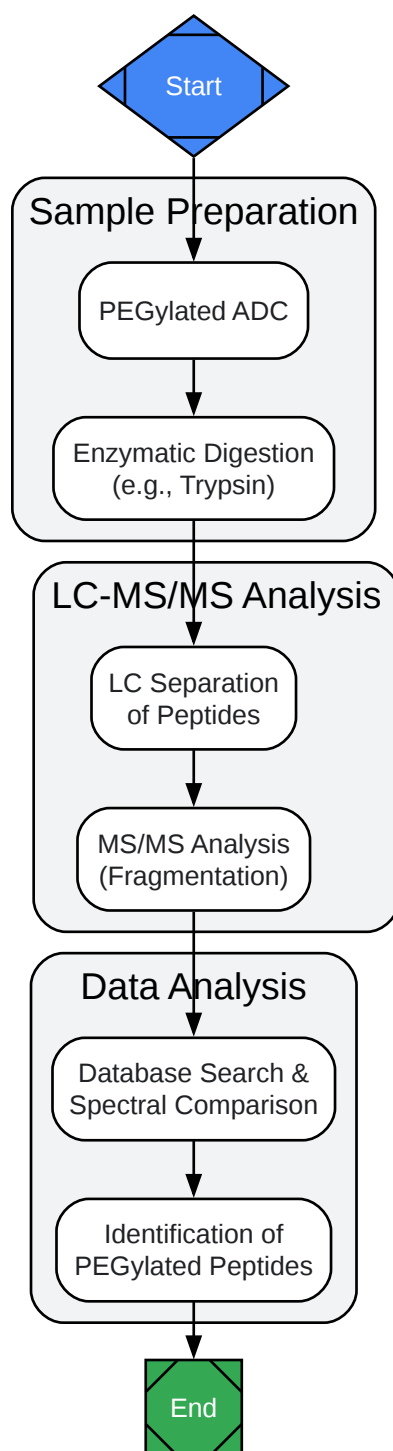 Start
Sample Preparation
PEGylated ADC
Enzymatic Digestion
(e.g., Trypsin)
LC-MS/MS Analysis
LC Separation
of Peptides
MS/MS Analysis
(Fragmentation)
Data Analysis
Database Search &
Spectral Comparison
Identification of
PEGylated Peptides
End